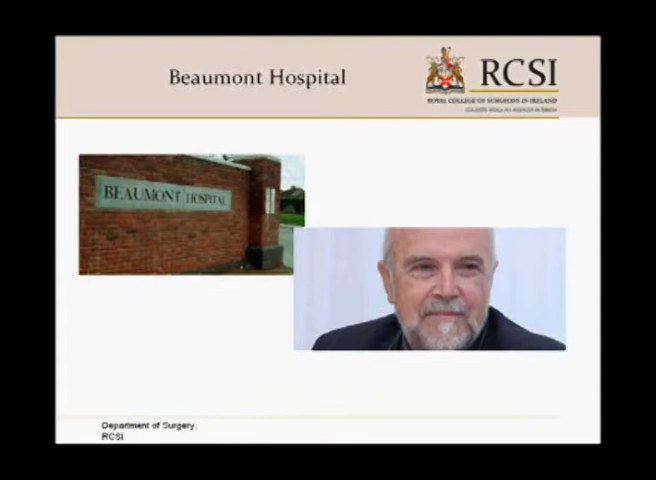 Beaumont Hospital
RCSI
ROYAL COLLEGE OF SURGEONS IN IRELAND
BEAUMONT HOSPITAL
Department of Surgery,
RCSI